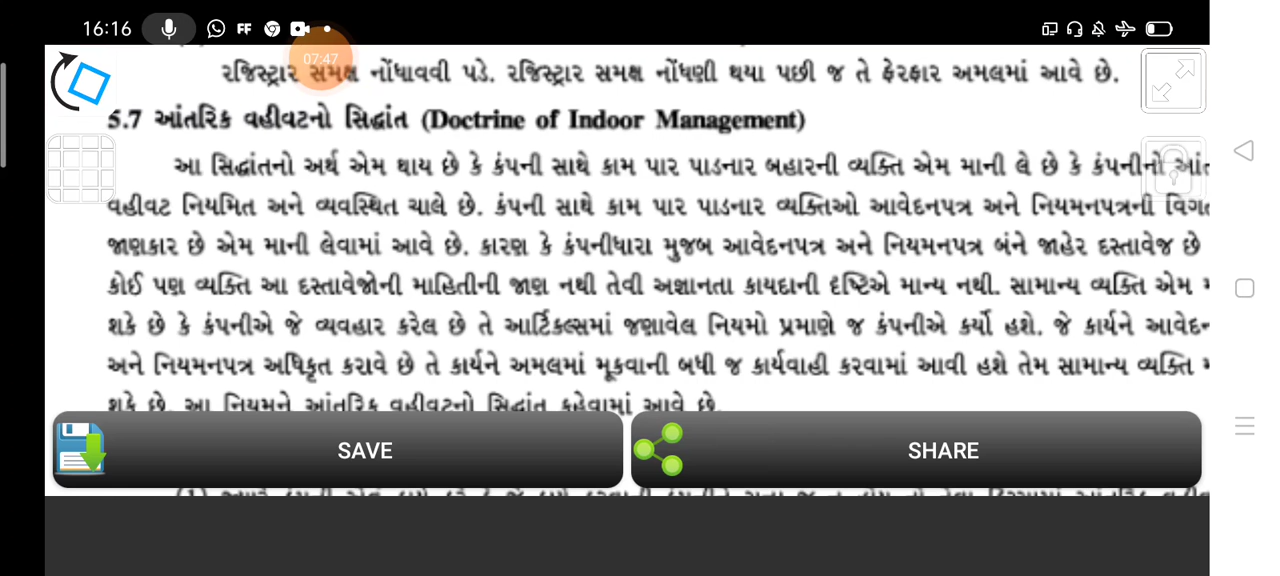 16:16
FF
07:47
રજિસ્ટ્રાર સમક્ષ નોંધાવવી પડે. રજિસ્ટ્રાર સમક્ષ નોંધણી થયા પછી જ તે ફેરફાર અમલમાં આવે છે.
5.7 આંતરિક વહીવટનો સિદ્ધાંત (Doctrine of Indoor Management)
આ સિદ્ધાંતનો અર્થ એમ થાય છે કે કંપની સાથે કામ પાર પાડનાર બહારની વ્યક્તિ એમ માની લે છે કે કંપનીનો
વહીવટ નિયમિત અને વ્યવસ્થિત ચાલે છે. કંપની સાથે કામ પાર પાડનાર વ્યક્તિઓ આવેદનપત્ર અને નિયમનપત્રની
જાણકાર છે એમ માની લેવામાં આવે છે. કારણ કે કંપનીધારા મુજબ આવેદનપત્ર અને નિયમનપત્ર બંને જાહેર દસ્તાવેજ છે
કોઈ પણ વ્યક્તિ આ દસ્તાવેજોની માહિતીની જાણ નથી તેવી અજ્ઞાનતા કાયદાની દૃષ્ટિએ માન્ય નથી. સામાન્ય વ્યક્તિ એમ
શકે છે કે કંપનીએ જે વ્યવહાર કરેલ છે તે આર્ટિકલ્સમાં જણાવેલ નિયમો પ્રમાણે જ કંપનીએ કર્યો હશે. જે કાર્યને
અને નિયમનપત્ર અધિકૃત કરાવે છે તે કાર્યને અમલમાં મૂકવાની બધી જ કાર્યવાહી કરવામાં આવી હશે તેમ સામાન્ય વ્યક્તિ
શકે છે. આ નિયમને આંતરિક વહીવટનો સિદ્ધાંત કહેવામાં આવે છે.
SAVE
SHARE